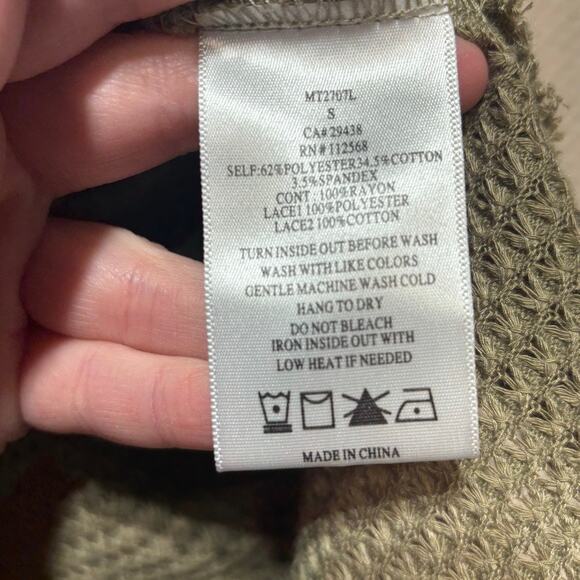 MT2707L
S
CA# 29438
RN # 112568
SELF:62%POLYESTER34.5%COTTON
3.5%SPANDEX
CONT :100%RAYON
LACE1 100%POLYESTER
LACE2 100%COTTON
TURN INSIDE OUT BEFORE WASH
WASH WITH LIKE COLORS
GENTLE MACHINE WASH COLD
HANG TO DRY
DO NOT BLEACH
IRON INSIDE OUT WITH
LOW HEAT IF NEEDED
MADE IN CHINA